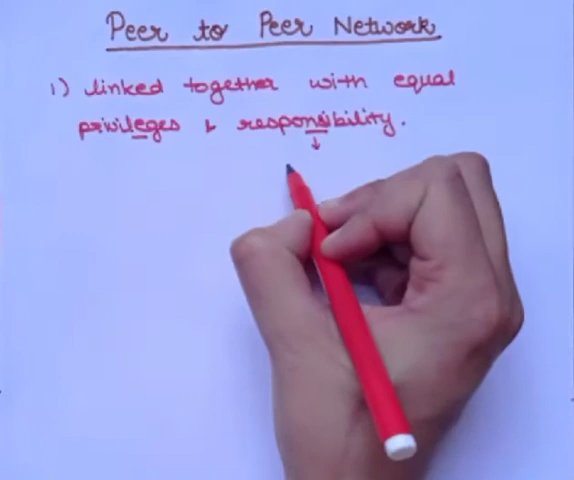 Peer to Peer Network
1) linked together with equal
privileges & responsibility.